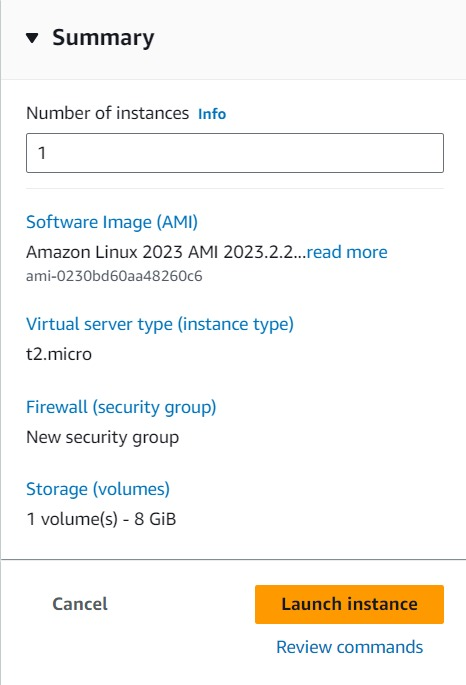 Summary
Number of instances Info
1
Software Image (AMI)
Amazon Linux 2023 AMI 2023.2.2...read more
ami-0230bd60aa48260c6
Virtual server type (instance type)
t2.micro
Firewall (security group)
New security group
Storage (volumes)
1 volume(s) - 8 GiB
Cancel Launch instance
Review commands